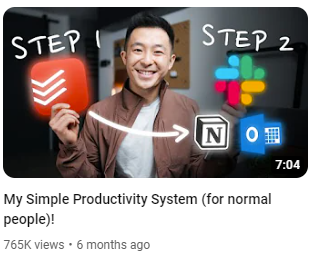 STEP 1
STEP 2
N
O
7:04
My Simple Productivity System (for normal
people)!
765K views • 6 months ago